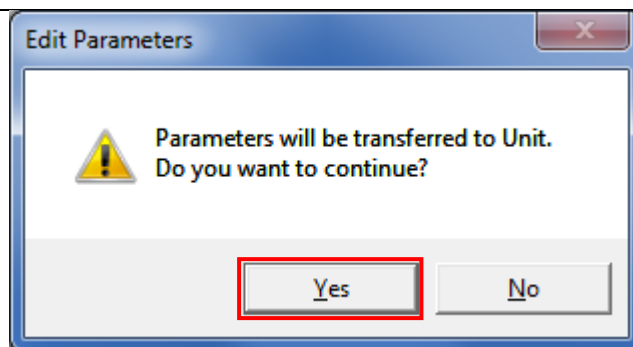 Edit Parameters
Parameters will be transferred to Unit.
Do you want to continue?
Yes
No